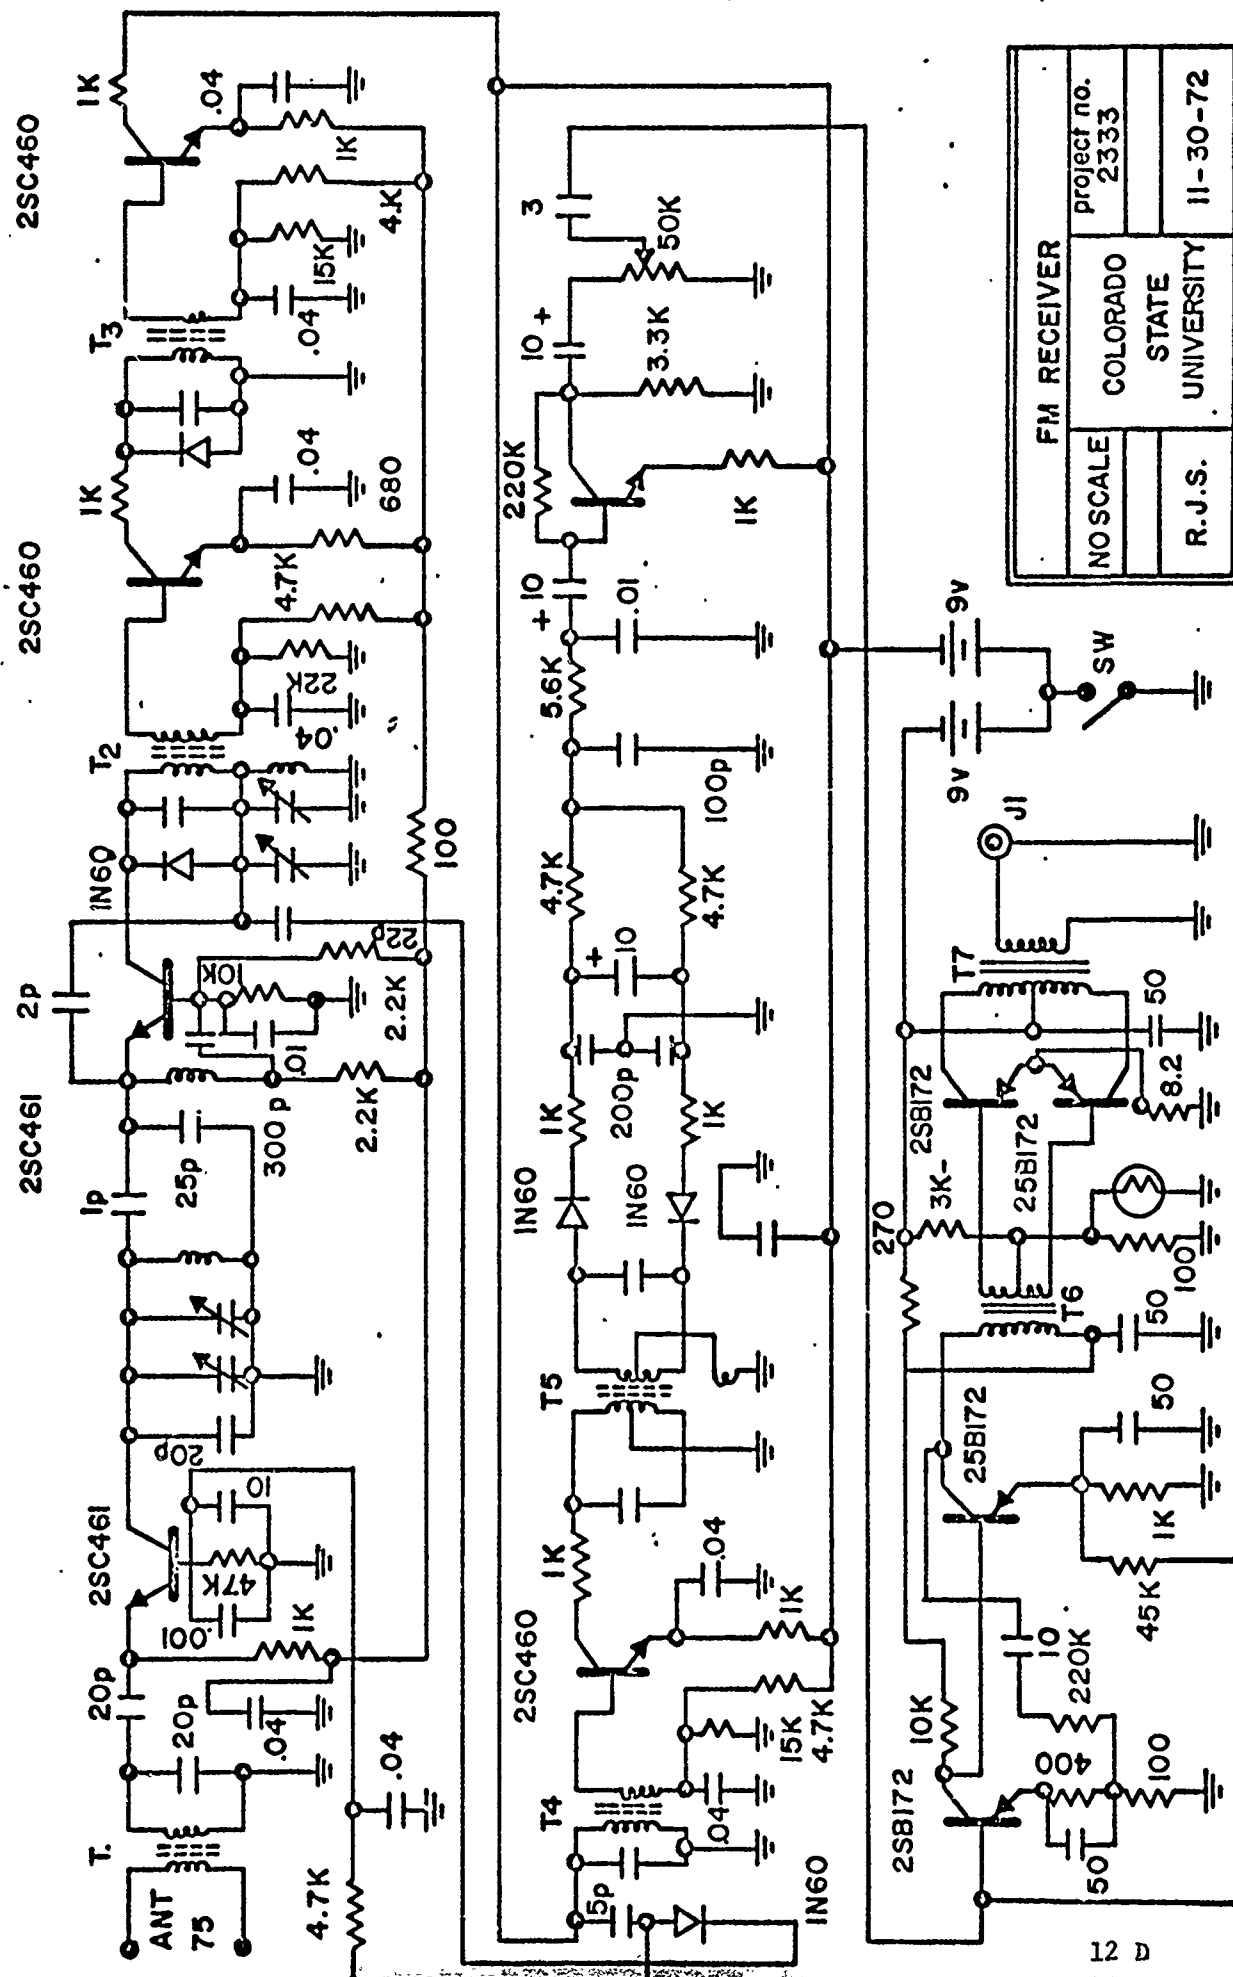 2SC461
2SC461
2SC460
2SC460
T.
ANT
75
20p
20p
.04
1K
.001
47K
10
20p
1p
25p
300p
2p
.01
10K
22p
2.2K
2.2K
1N60
T2
.04
22K
4.7K
100
1K
680
.04
T3
.04
15K
4.K
1K
1K
.04
4.7K
.04
5p
1N60
T4
.04
15K
4.7K
2SC460
1K
.04
1K
T5
1N60
1N60
1K
1K
200p
+
10
4.7K
4.7K
100p
5.6K
.01
+
10
220K
1K
3.3K
10 +
50K
3
2SB172
50
400
100
10K
10
220K
45K
1K
50
25B172
T6
50
270
3K-
100
2SB172
25B172
8.2
50
T7
J1
9V
9V
SW
FM RECEIVER
NO SCALE
COLORADO
STATE
UNIVERSITY
project no.
2333
R.J.S.
11-30-72
12 D